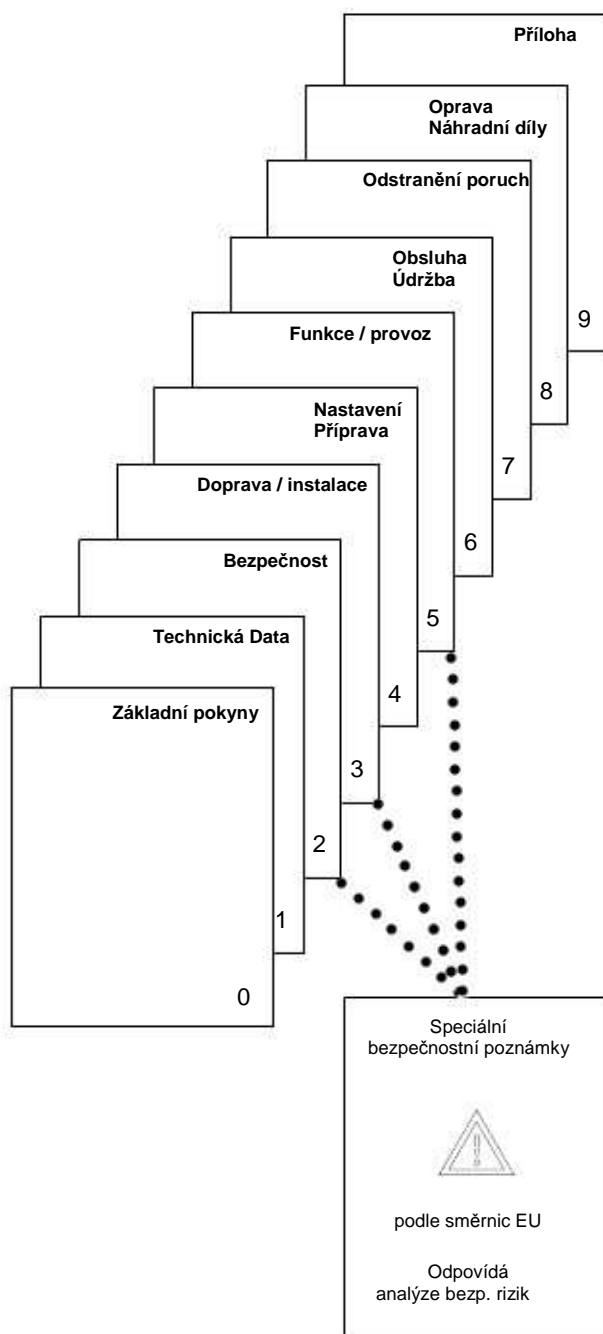 Příloha
Oprava
Náhradní díly
Odstranění poruch
Obsluha
Údržba
9
Funkce / provoz
8
Nastavení
Příprava
7
Doprava / instalace
6
Bezpečnost
5
Technická Data
4
Základní pokyny
3
2
1
0
Speciální
bezpečnostní poznámky
!
podle směrnic EU
Odpovídá
analýze bezp. rizik